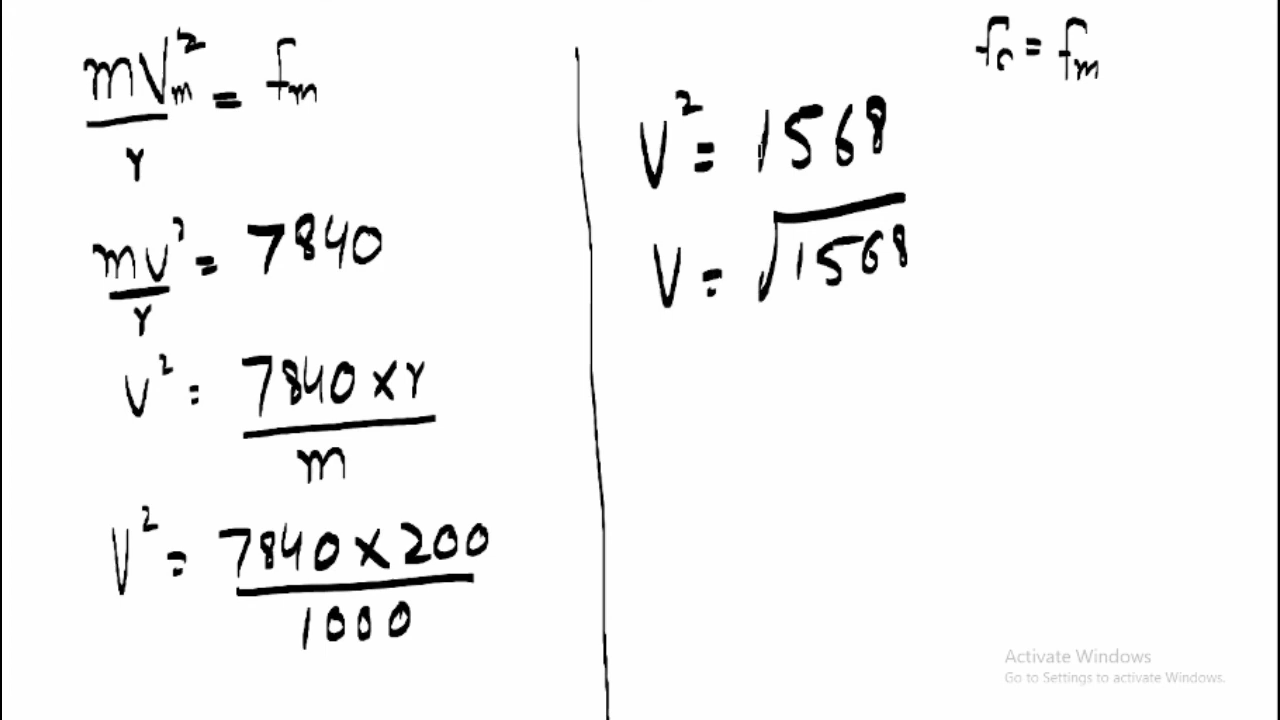 mVm² / r = fm
mv² / r = 7840
v² = 7840 × r / m
V² = 7840 × 200 / 1000
fc = fm
V² = 1568
V = √1568
Activate Windows
Go to Settings to activate Windows.